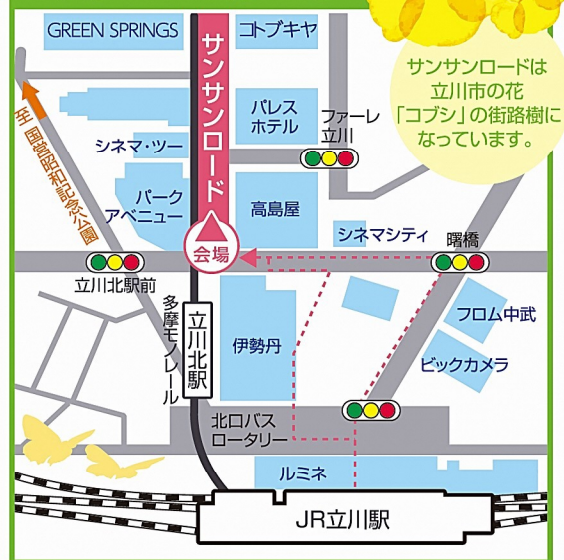 GREEN SPRINGS
コトブキヤ
サンサンロードは
立川市の花
「コブシ」の街路樹に
なっています。
サンサンロード
至 国営昭和記念公園
パレス
ホテル
ファーレ
立川
シネマ・ツー
パーク
アベニュー
高島屋
シネマシティ
曙橋
会場
立川北駅前
多摩モノレール
立川北駅
伊勢丹
フロム中武
ビックカメラ
北口バス
ロータリー
ルミネ
JR立川駅